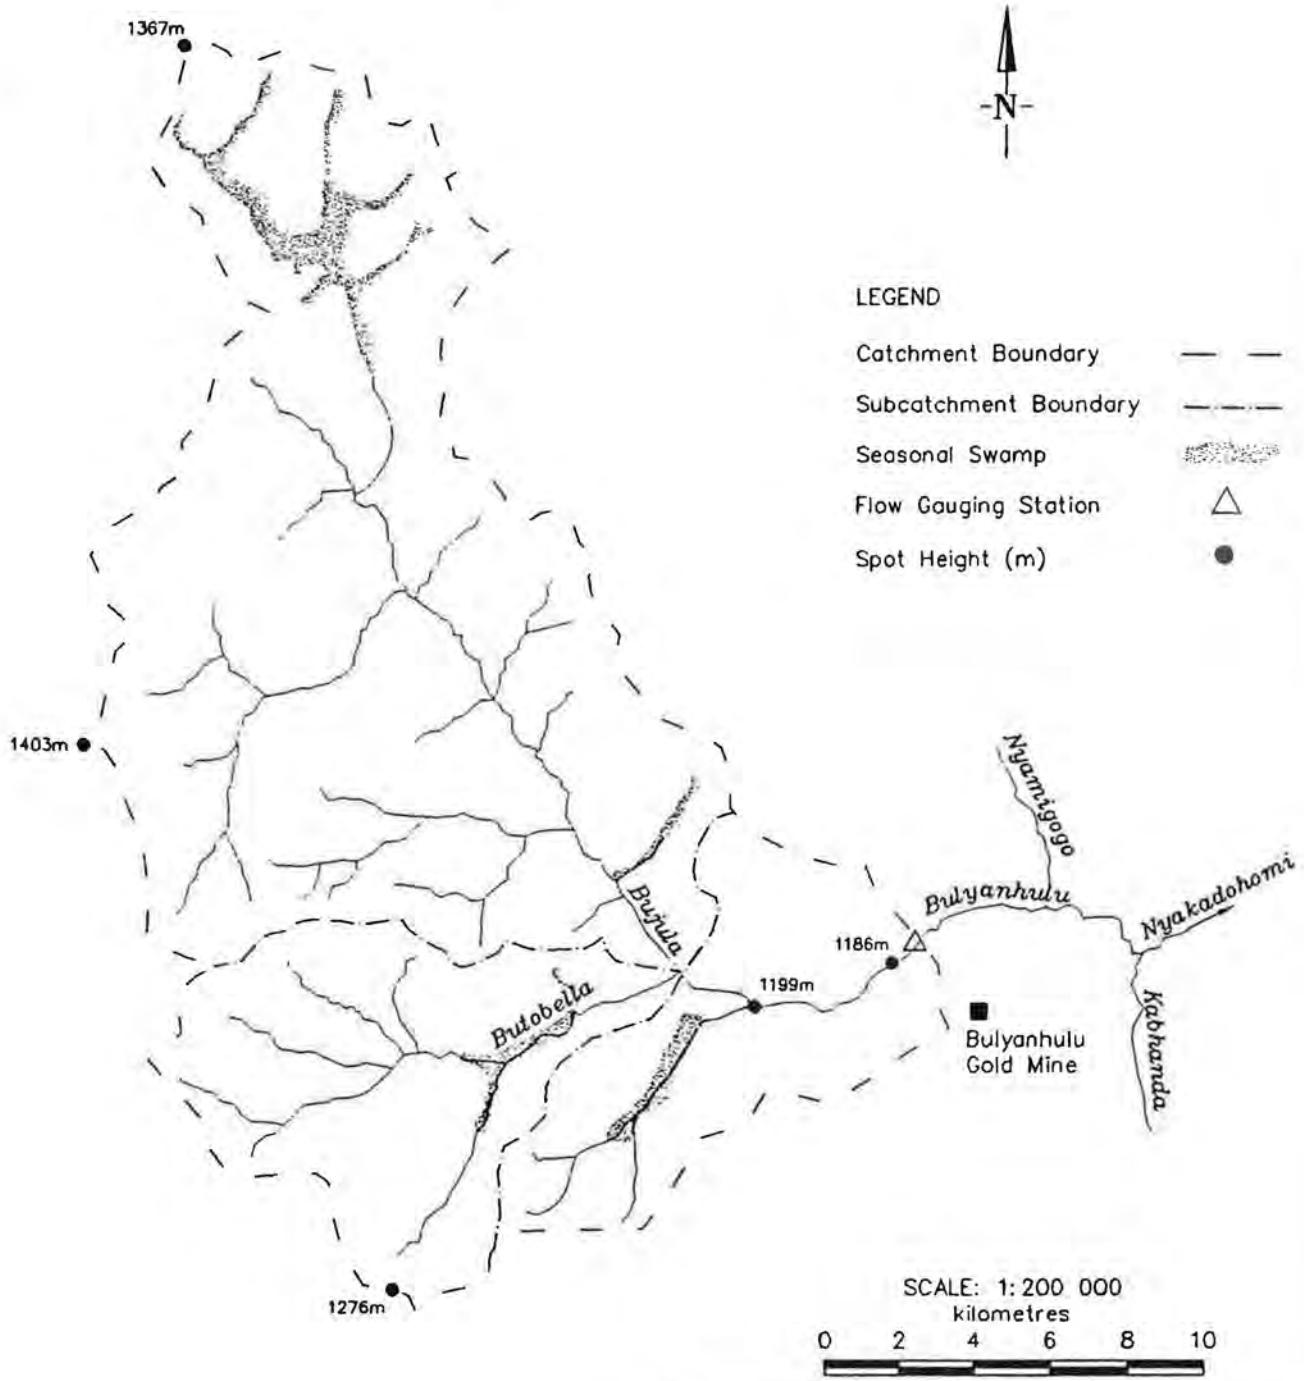 1367m
-N-
LEGEND
Catchment Boundary
Subcatchment Boundary
Seasonal Swamp
Flow Gauging Station
Spot Height (m)
1403m
Nyamigogo
Bujula
Bulyanhulu
Nyakadohomi
1186m
1199m
Butobella
Bulyanhulu
Gold Mine
Kabhanda
1276m
SCALE: 1:200 000
kilometres
0 2 4 6 8 10